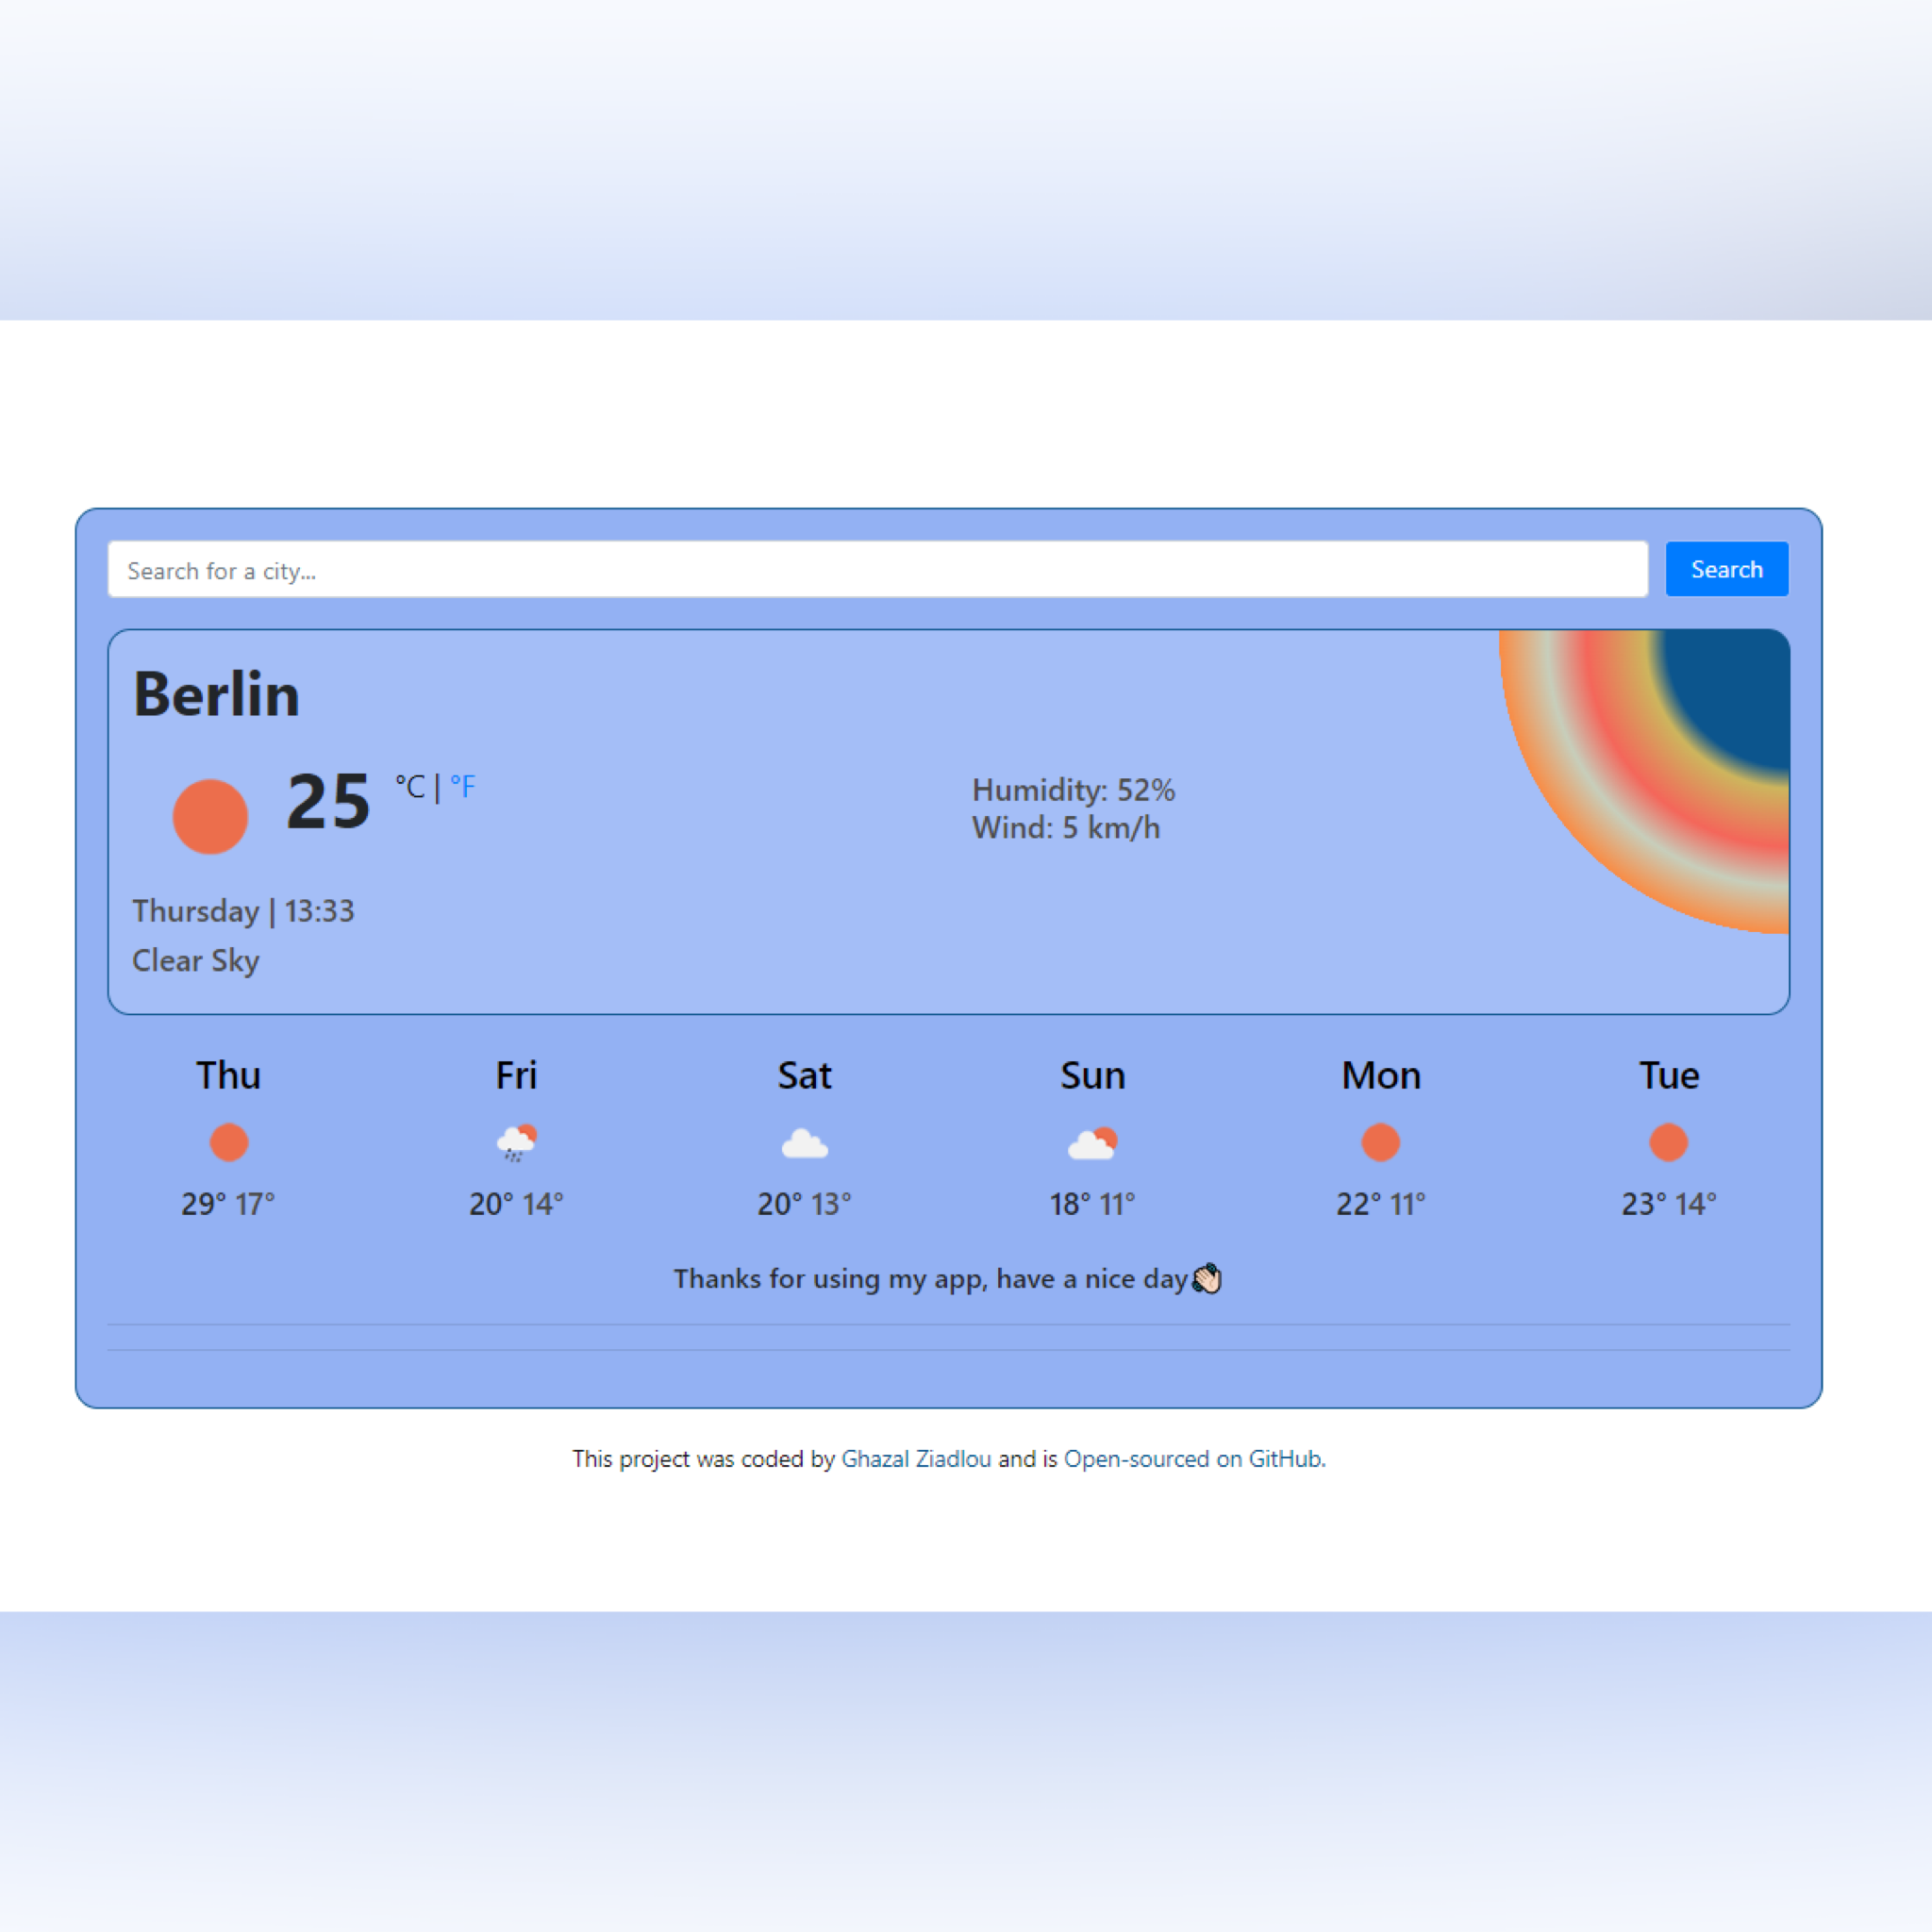 Search for a city...
Search
Berlin
25 °C | °F
Humidity: 52%
Wind: 5 km/h
Thursday | 13:33
Clear Sky
Thu Fri Sat Sun Mon Tue
29° 17° 20° 14° 20° 13° 18° 11° 22° 11° 23° 14°
Thanks for using my app, have a nice day👋🏻
This project was coded by Ghazal Ziadlou and is Open-sourced on GitHub.